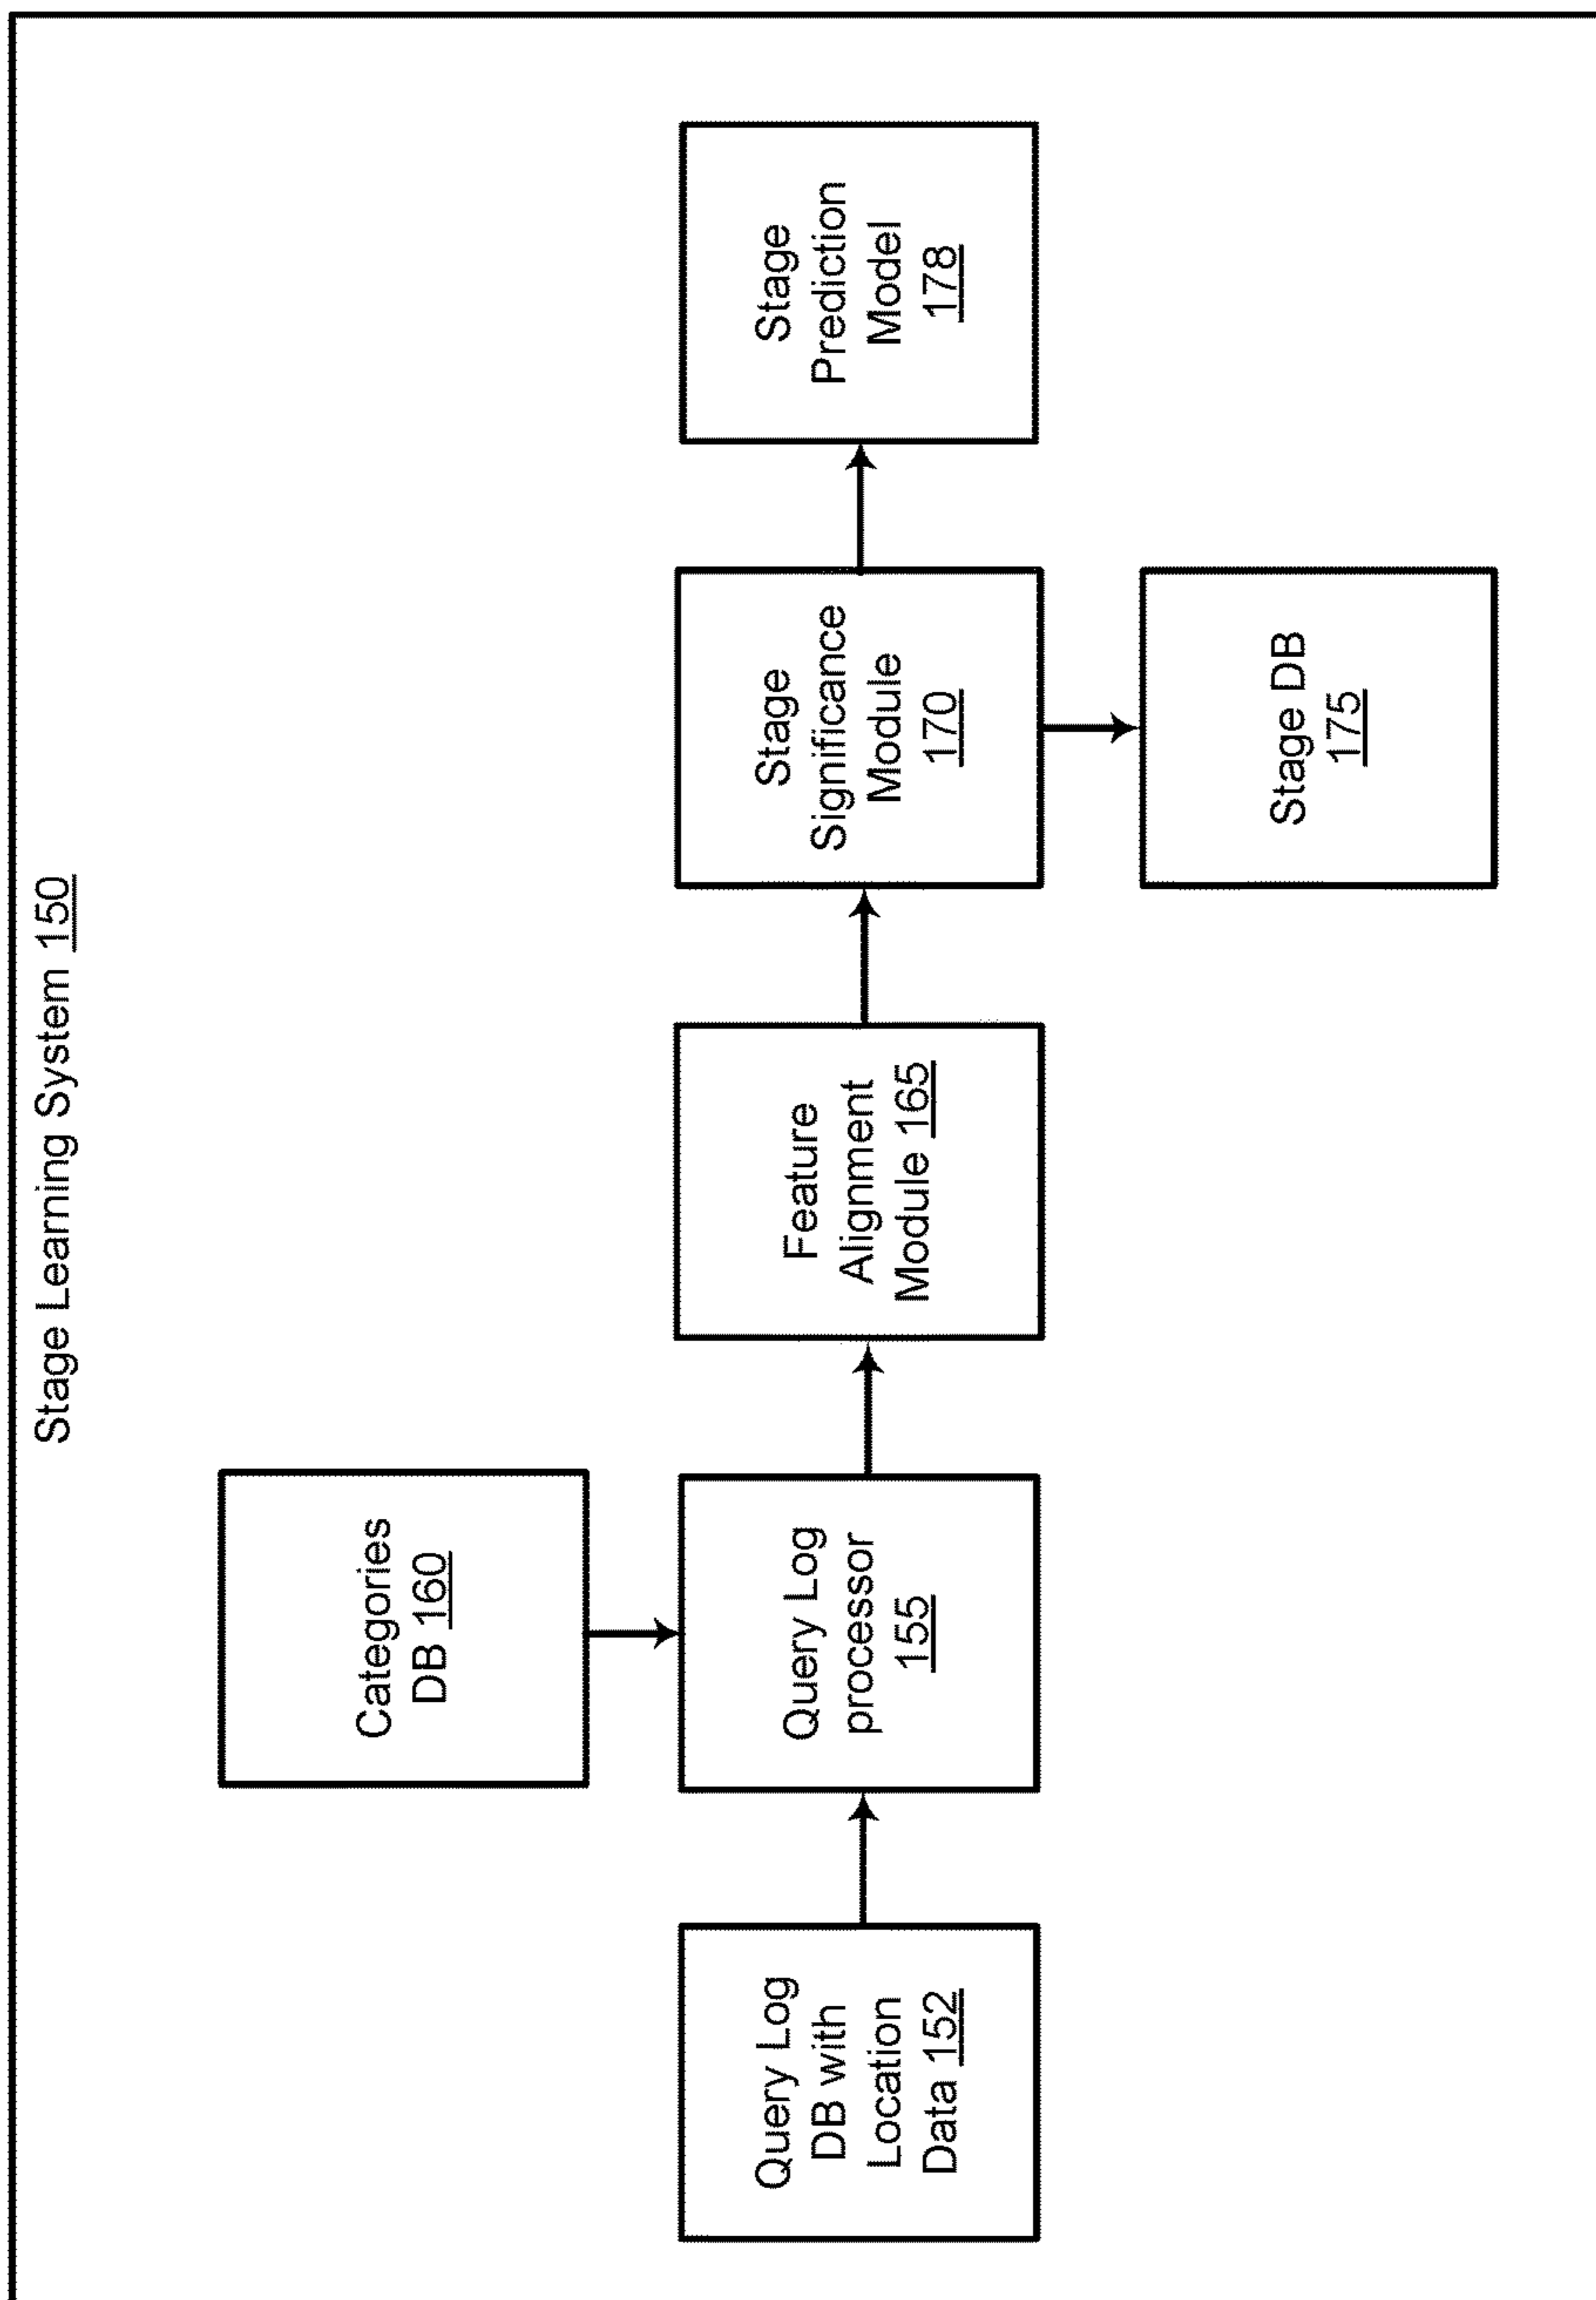 Stage Learning System 150
Categories
DB 160
Query Log
DB with
Location
Data 152
Query Log
processor
155
Feature
Alignment
Module 165
Stage
Significance
Module
170
Stage
Prediction
Model
178
Stage DB
175